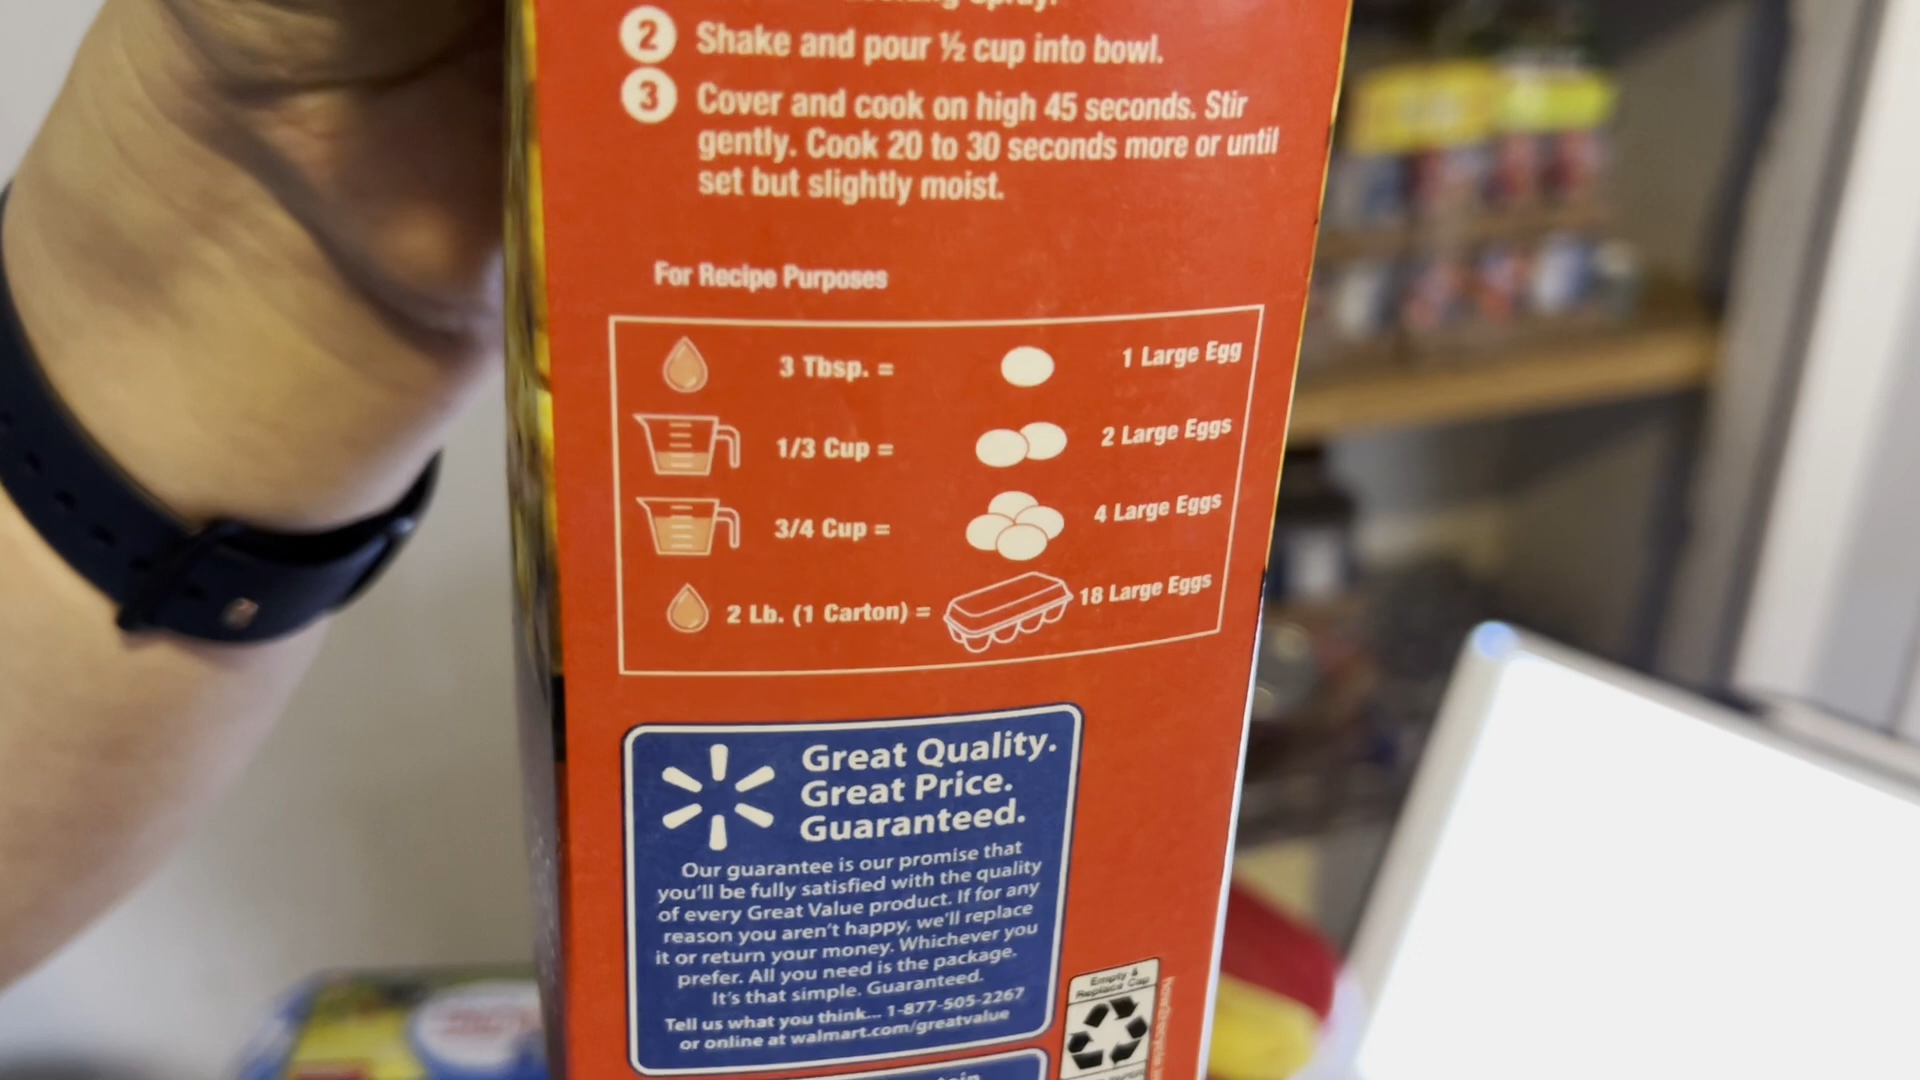 Spray.
2 Shake and pour ½ cup into bowl.
3 Cover and cook on high 45 seconds. Stir
gently. Cook 20 to 30 seconds more or until
set but slightly moist.
For Recipe Purposes
3 Tbsp. = 1 Large Egg
1/3 Cup = 2 Large Eggs
3/4 Cup = 4 Large Eggs
2 Lb. (1 Carton) = 18 Large Eggs
Great Quality.
Great Price.
Guaranteed.
Our guarantee is our promise that
you'll be fully satisfied with the quality
of every Great Value product. If for any
reason you aren't happy, we'll replace
it or return your money. Whichever you
prefer. All you need is the package.
It's that simple. Guaranteed.
Tell us what you think... 1-877-505-2267
or online at walmart.com/greatvalue
Empty &
Replace Cap